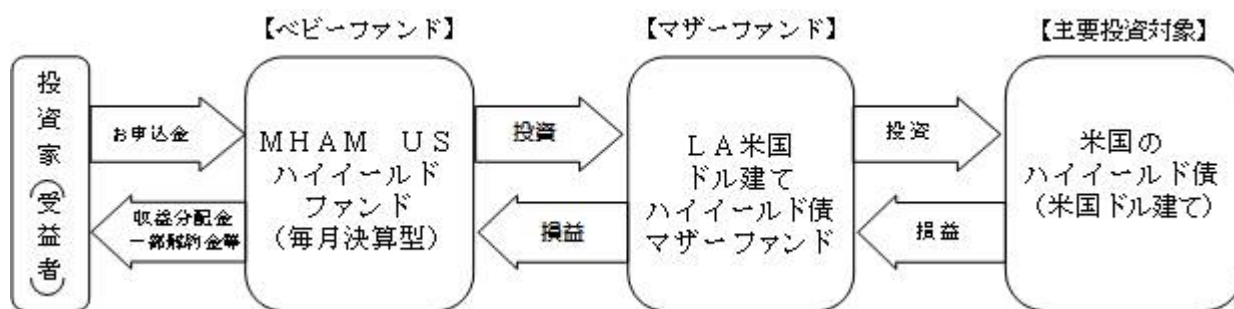 【ベビーファンド】
【マザーファンド】
【主要投資対象】
投資家(受益者)
お申込金
収益分配金
一部解約金等
MHAM US
ハイイールド
ファンド
(毎月決算型)
投資
損益
LA米国
ドル建て
ハイイールド債
マザーファンド
投資
損益
米国の
ハイイールド債
(米国ドル建て)